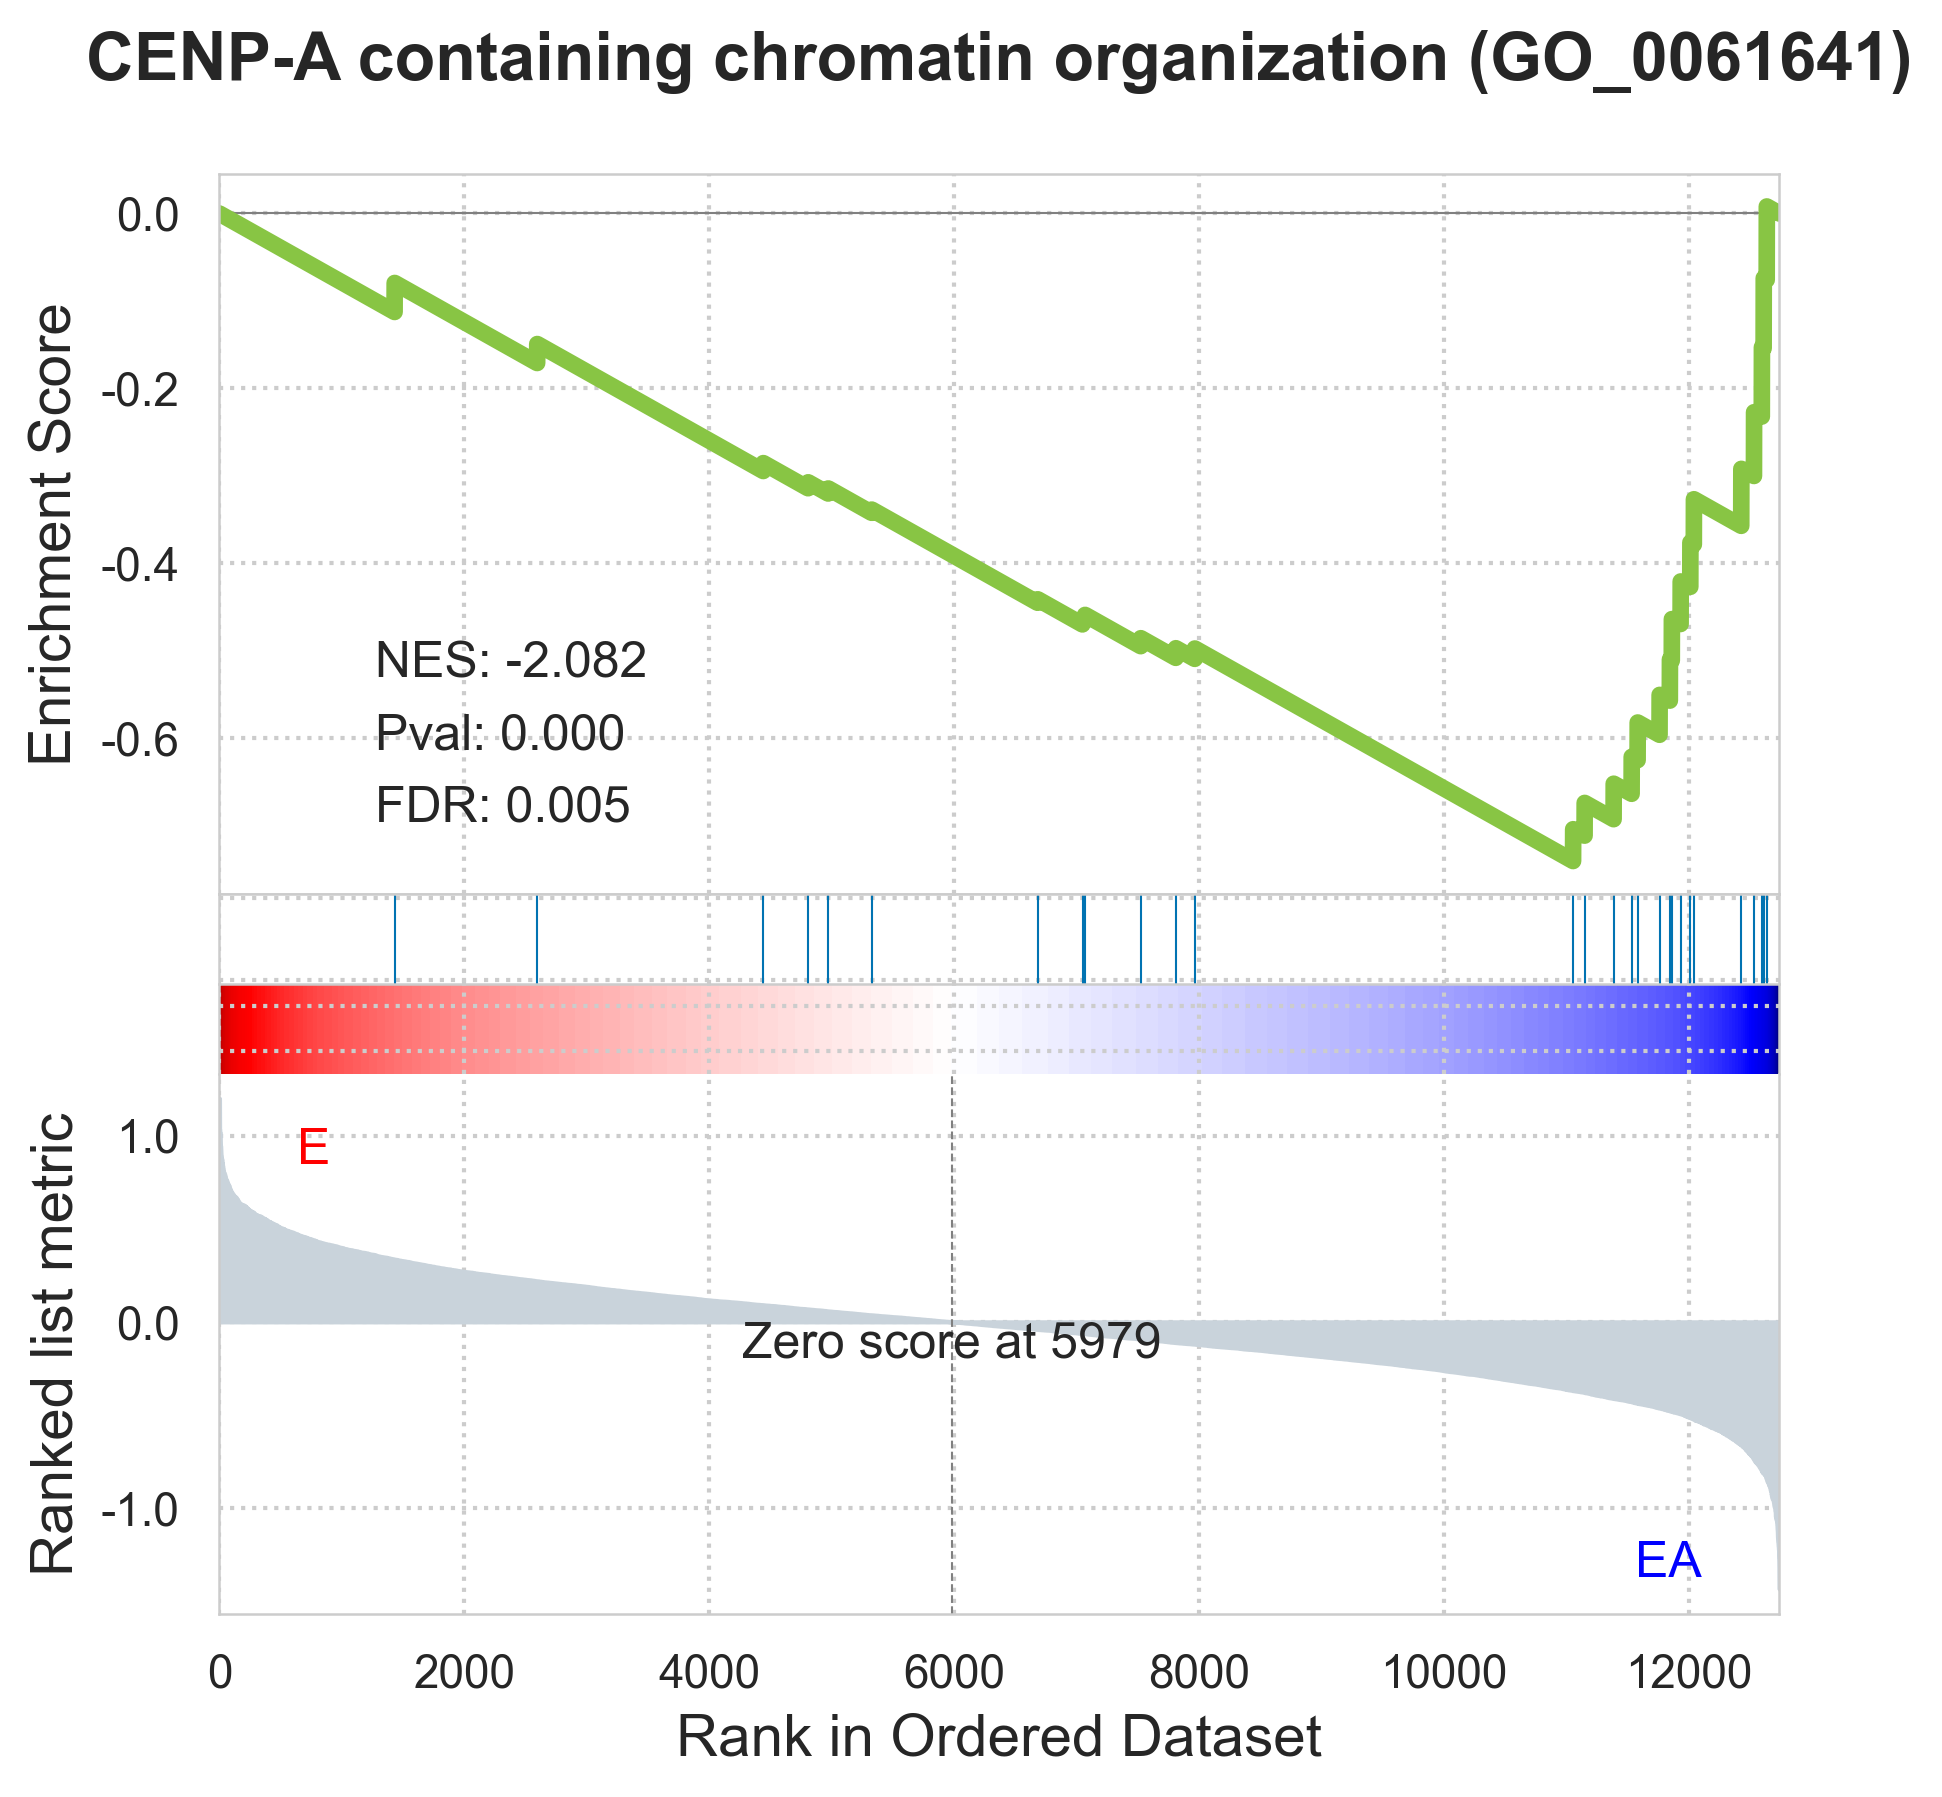 CENP-A containing chromatin organization (GO_0061641)
Enrichment Score
0.0
-0.2
-0.4
-0.6
NES: -2.082
Pval: 0.000
FDR: 0.005
Ranked list metric
1.0
0.0
-1.0
E
Zero score at 5979
EA
0 2000 4000 6000 8000 10000 12000
Rank in Ordered Dataset